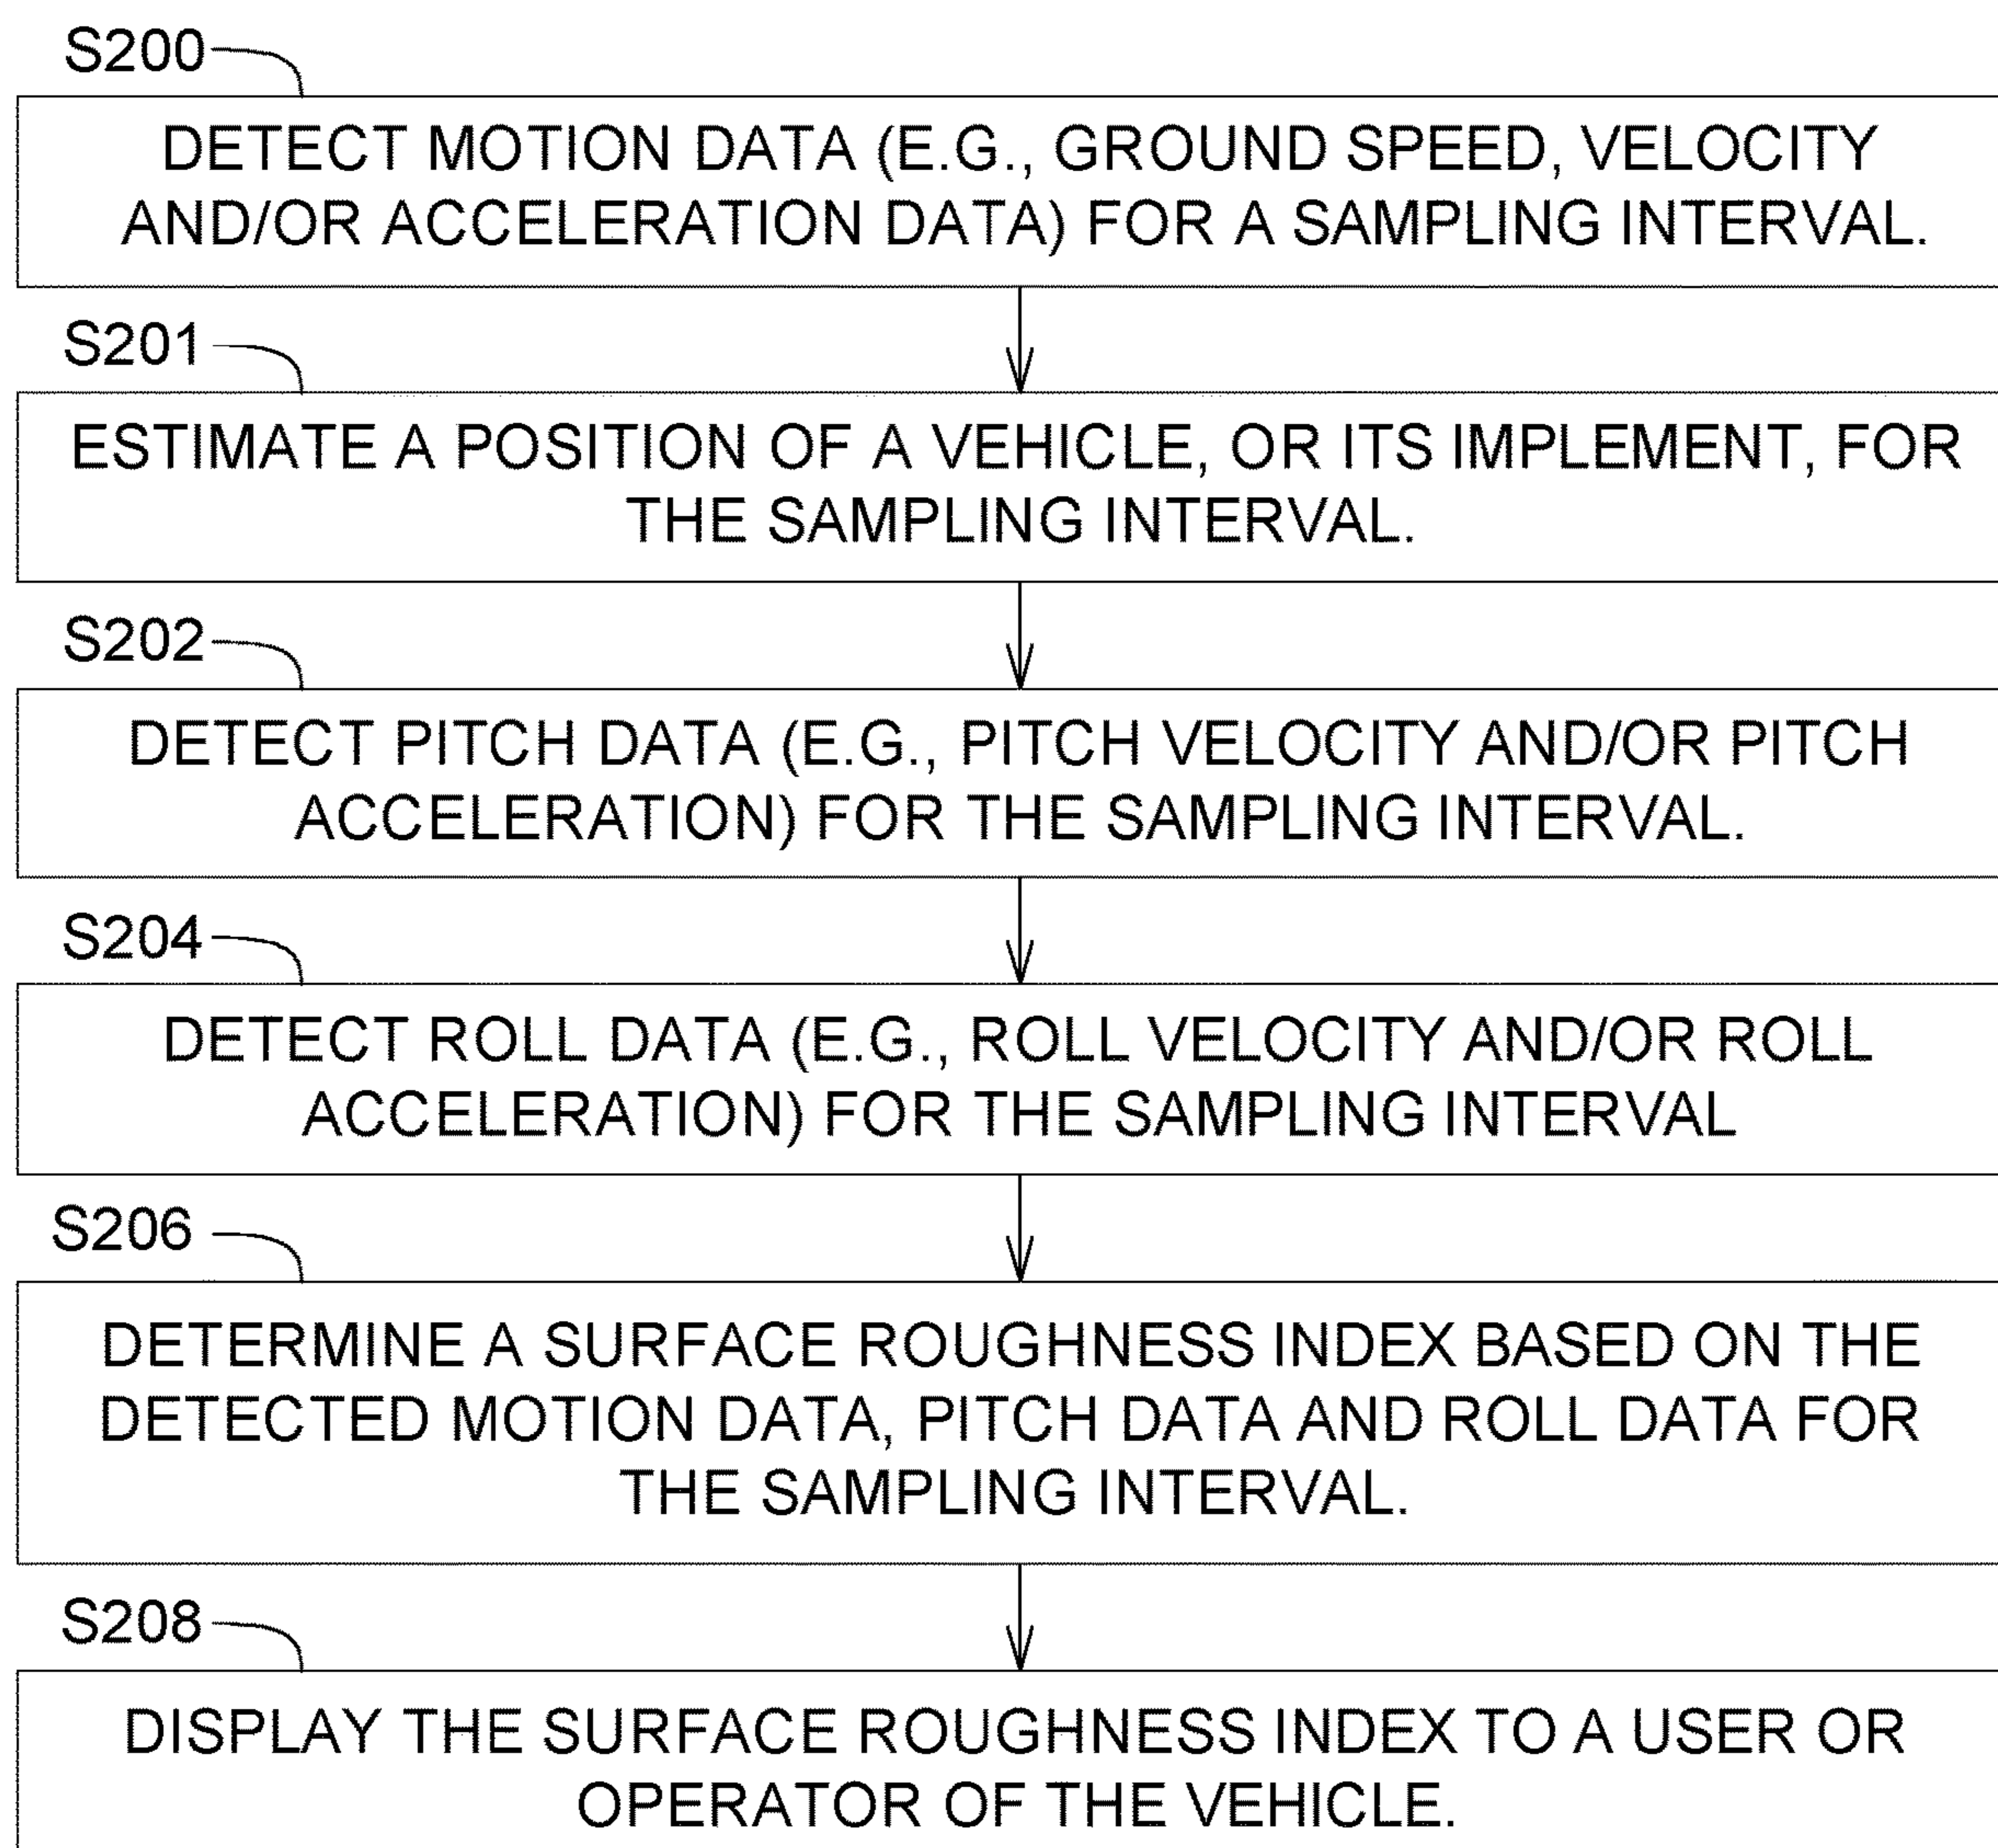 S200
DETECT MOTION DATA (E.G., GROUND SPEED, VELOCITY
AND/OR ACCELERATION DATA) FOR A SAMPLING INTERVAL.
S201
ESTIMATE A POSITION OF A VEHICLE, OR ITS IMPLEMENT, FOR
THE SAMPLING INTERVAL.
S202
DETECT PITCH DATA (E.G., PITCH VELOCITY AND/OR PITCH
ACCELERATION) FOR THE SAMPLING INTERVAL.
S204
DETECT ROLL DATA (E.G., ROLL VELOCITY AND/OR ROLL
ACCELERATION) FOR THE SAMPLING INTERVAL
S206
DETERMINE A SURFACE ROUGHNESS INDEX BASED ON THE
DETECTED MOTION DATA, PITCH DATA AND ROLL DATA FOR
THE SAMPLING INTERVAL.
S208
DISPLAY THE SURFACE ROUGHNESS INDEX TO A USER OR
OPERATOR OF THE VEHICLE.